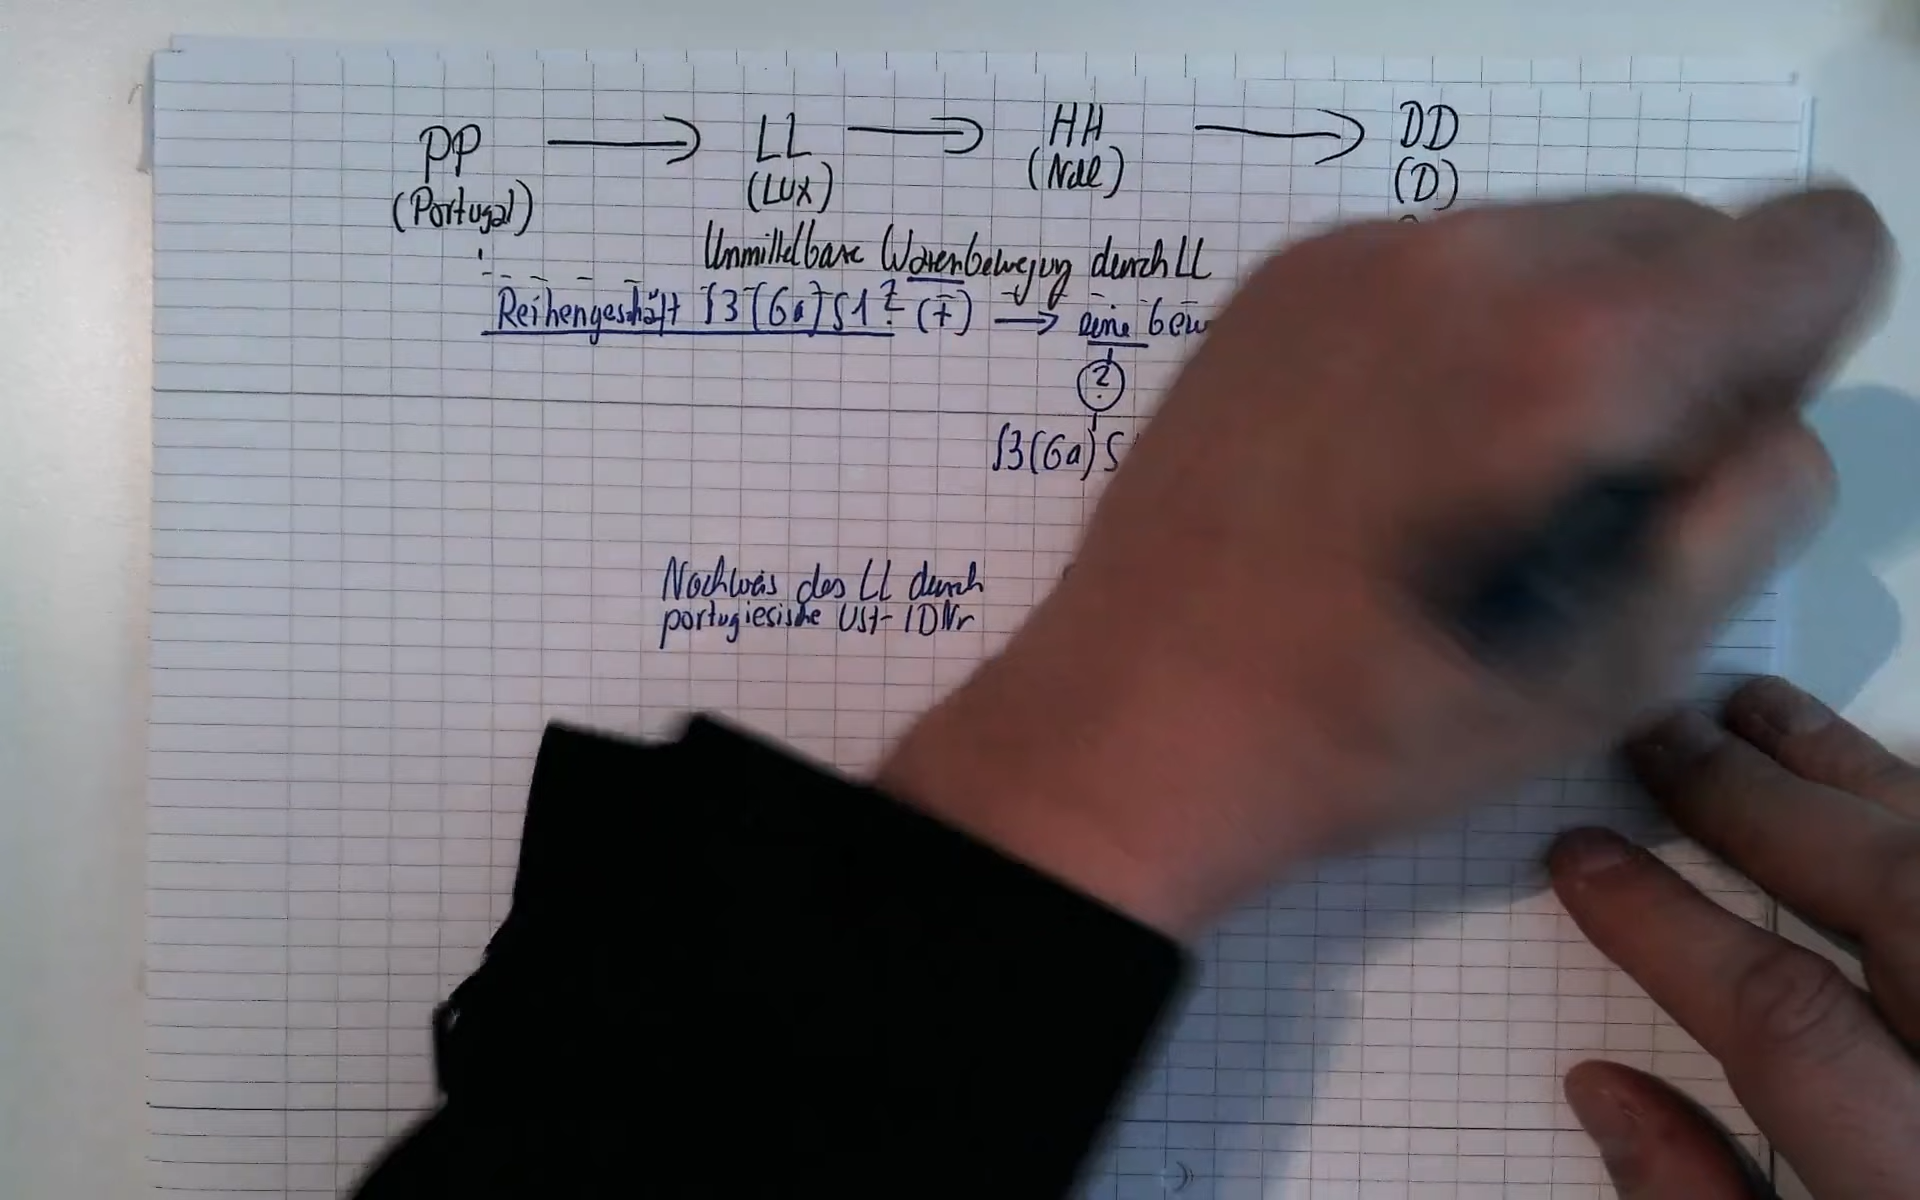 PP → LL → HH → DD
(Portugal) (LUX) (Ndl) (D)
Unmittelbare Warenbewegung durch LL
Reihengeschäft §3(6a)S1? (+) → eine bew
?
§3(6a)S
Nachweis des LL durch
portugiesische USt-IDNr